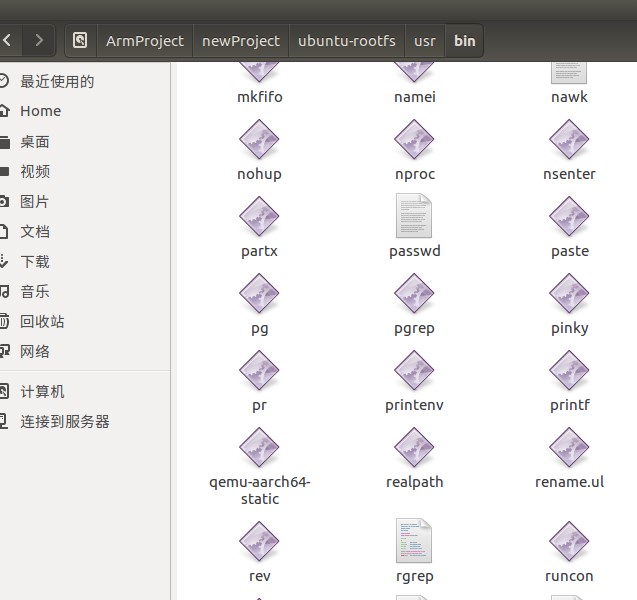 ArmProject newProject ubuntu-rootfs usr bin
最近使用的
Home
桌面
视频
图片
文档
下载
音乐
回收站
网络
计算机
连接到服务器
mkfifo namei nawk
nohup nproc nsenter
partx passwd paste
pg pgrep pinky
pr printenv printf
qemu-aarch64- realpath rename.ul
static
rev rgrep runcon